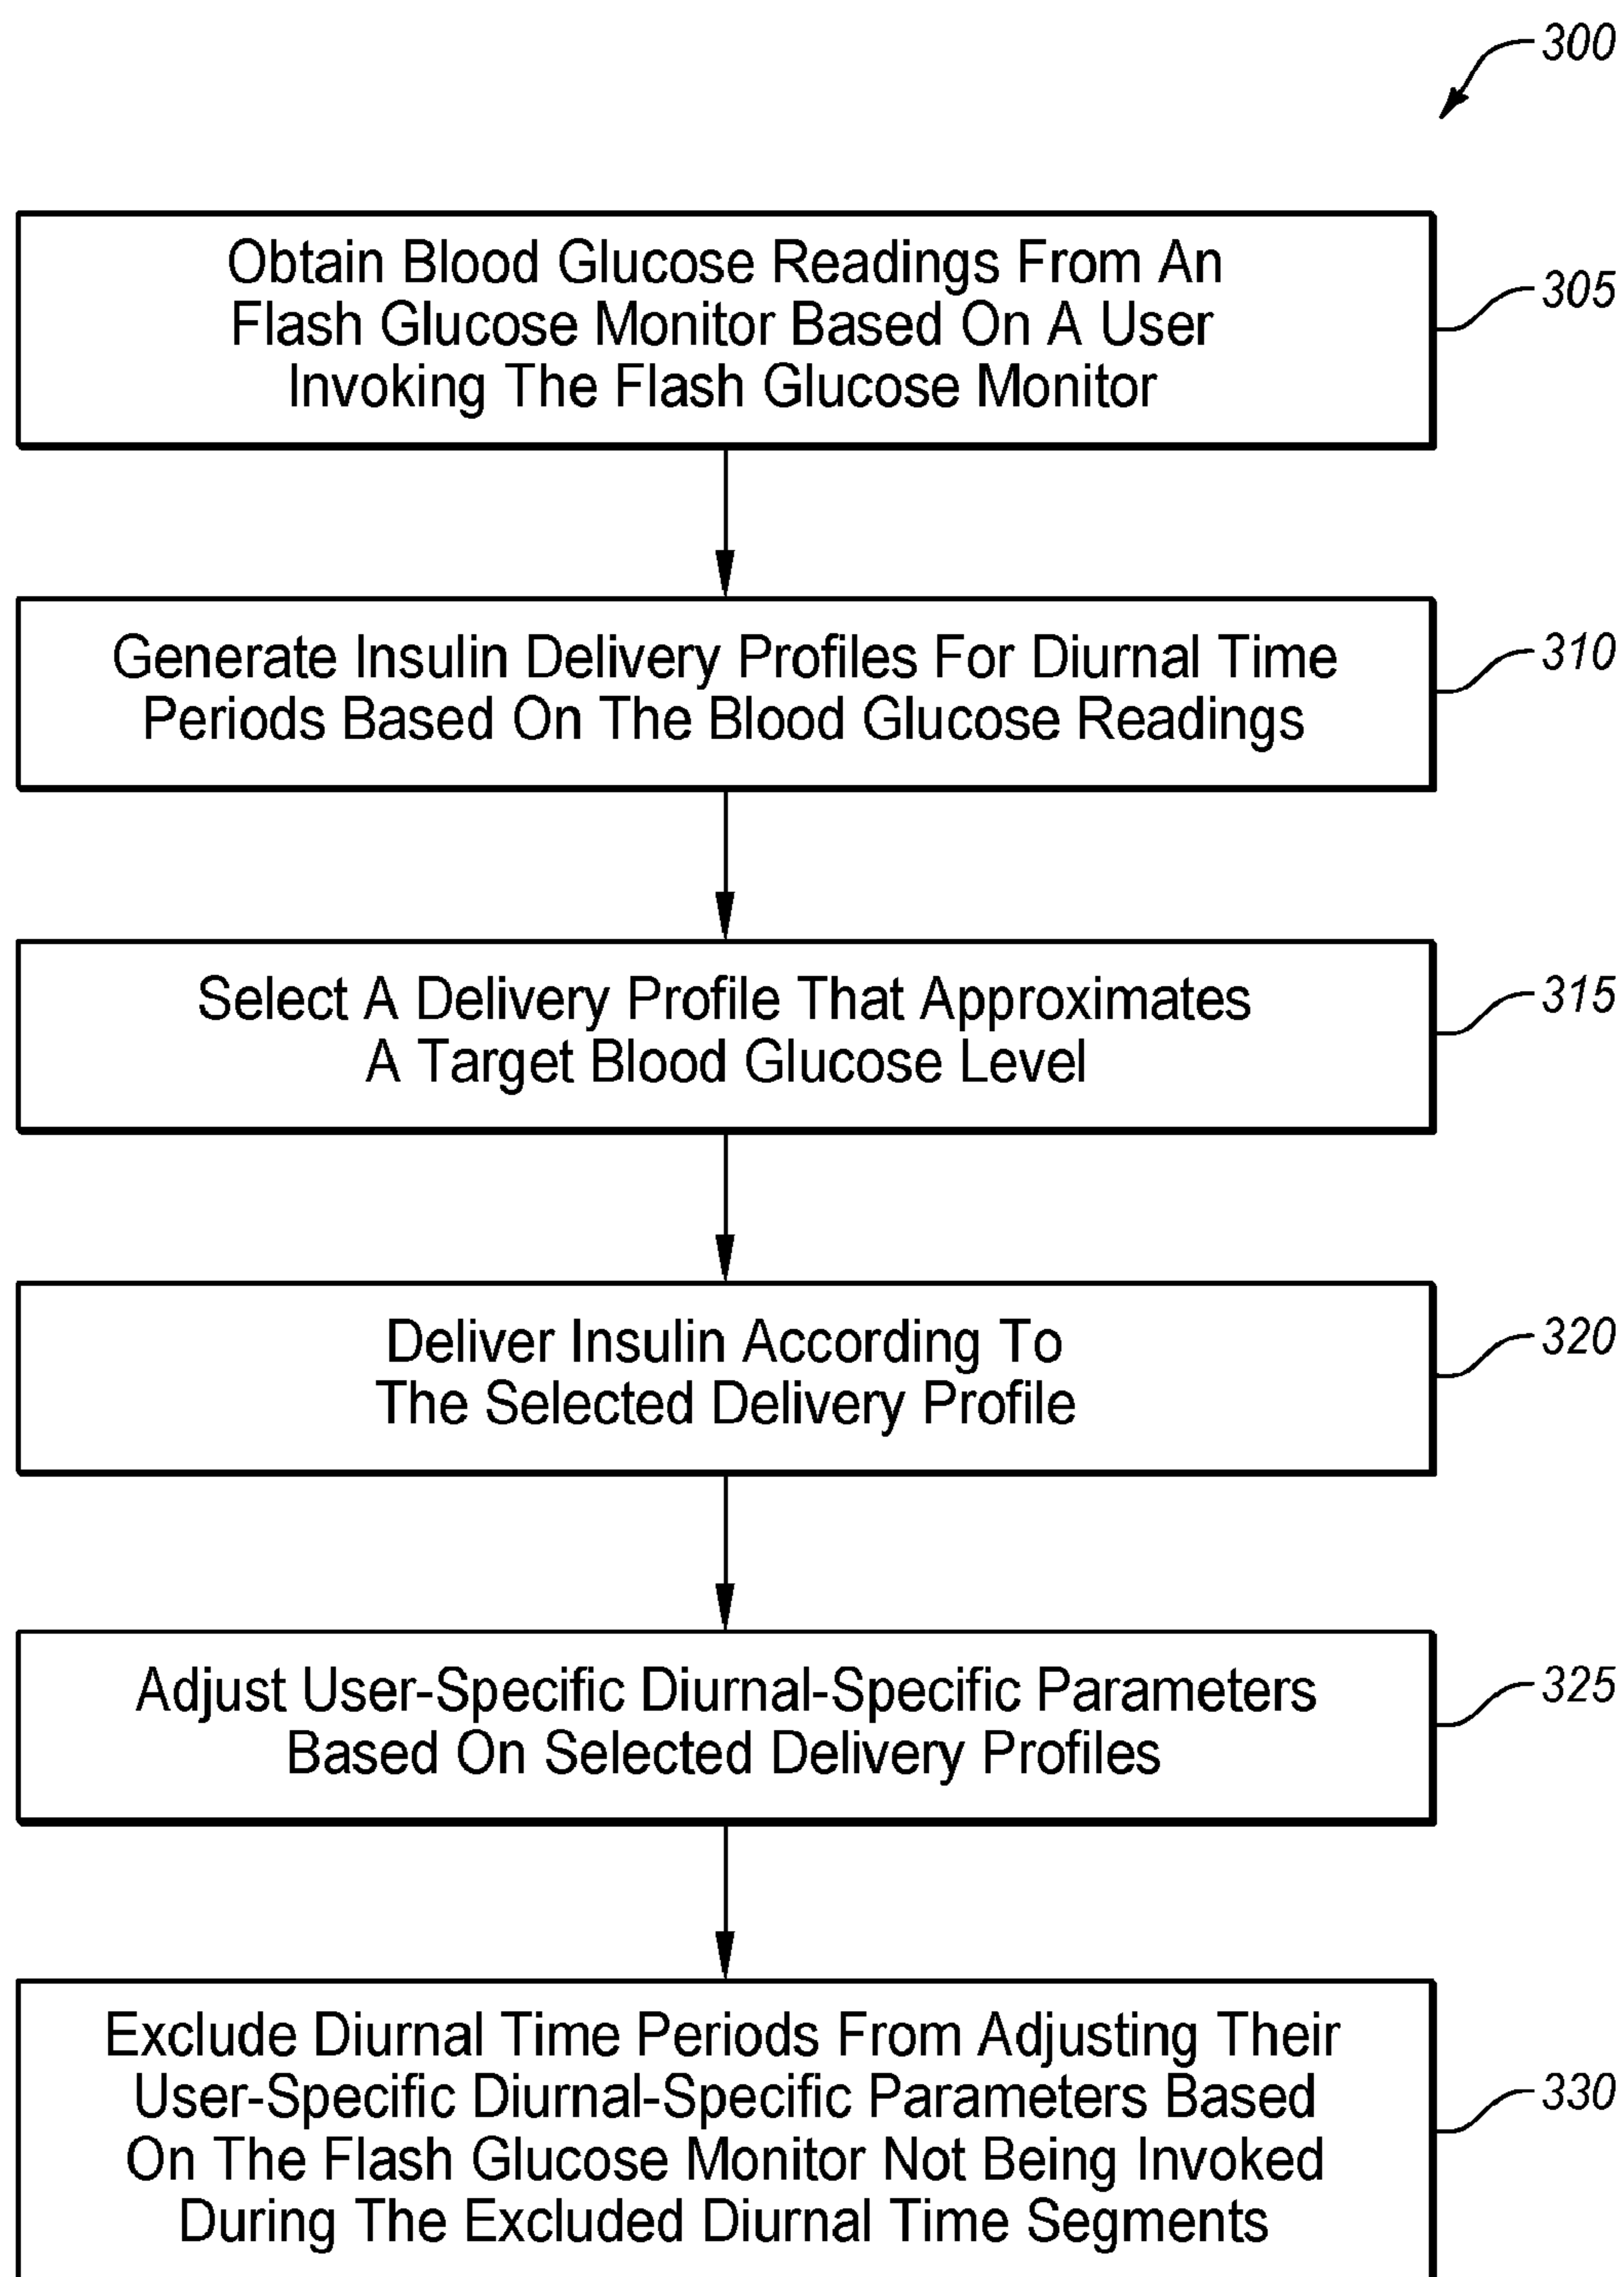 300
Obtain Blood Glucose Readings From An
Flash Glucose Monitor Based On A User
Invoking The Flash Glucose Monitor
305
Generate Insulin Delivery Profiles For Diurnal Time
Periods Based On The Blood Glucose Readings
310
Select A Delivery Profile That Approximates
A Target Blood Glucose Level
315
Deliver Insulin According To
The Selected Delivery Profile
320
Adjust User-Specific Diurnal-Specific Parameters
Based On Selected Delivery Profiles
325
Exclude Diurnal Time Periods From Adjusting Their
User-Specific Diurnal-Specific Parameters Based
On The Flash Glucose Monitor Not Being Invoked
During The Excluded Diurnal Time Segments
330